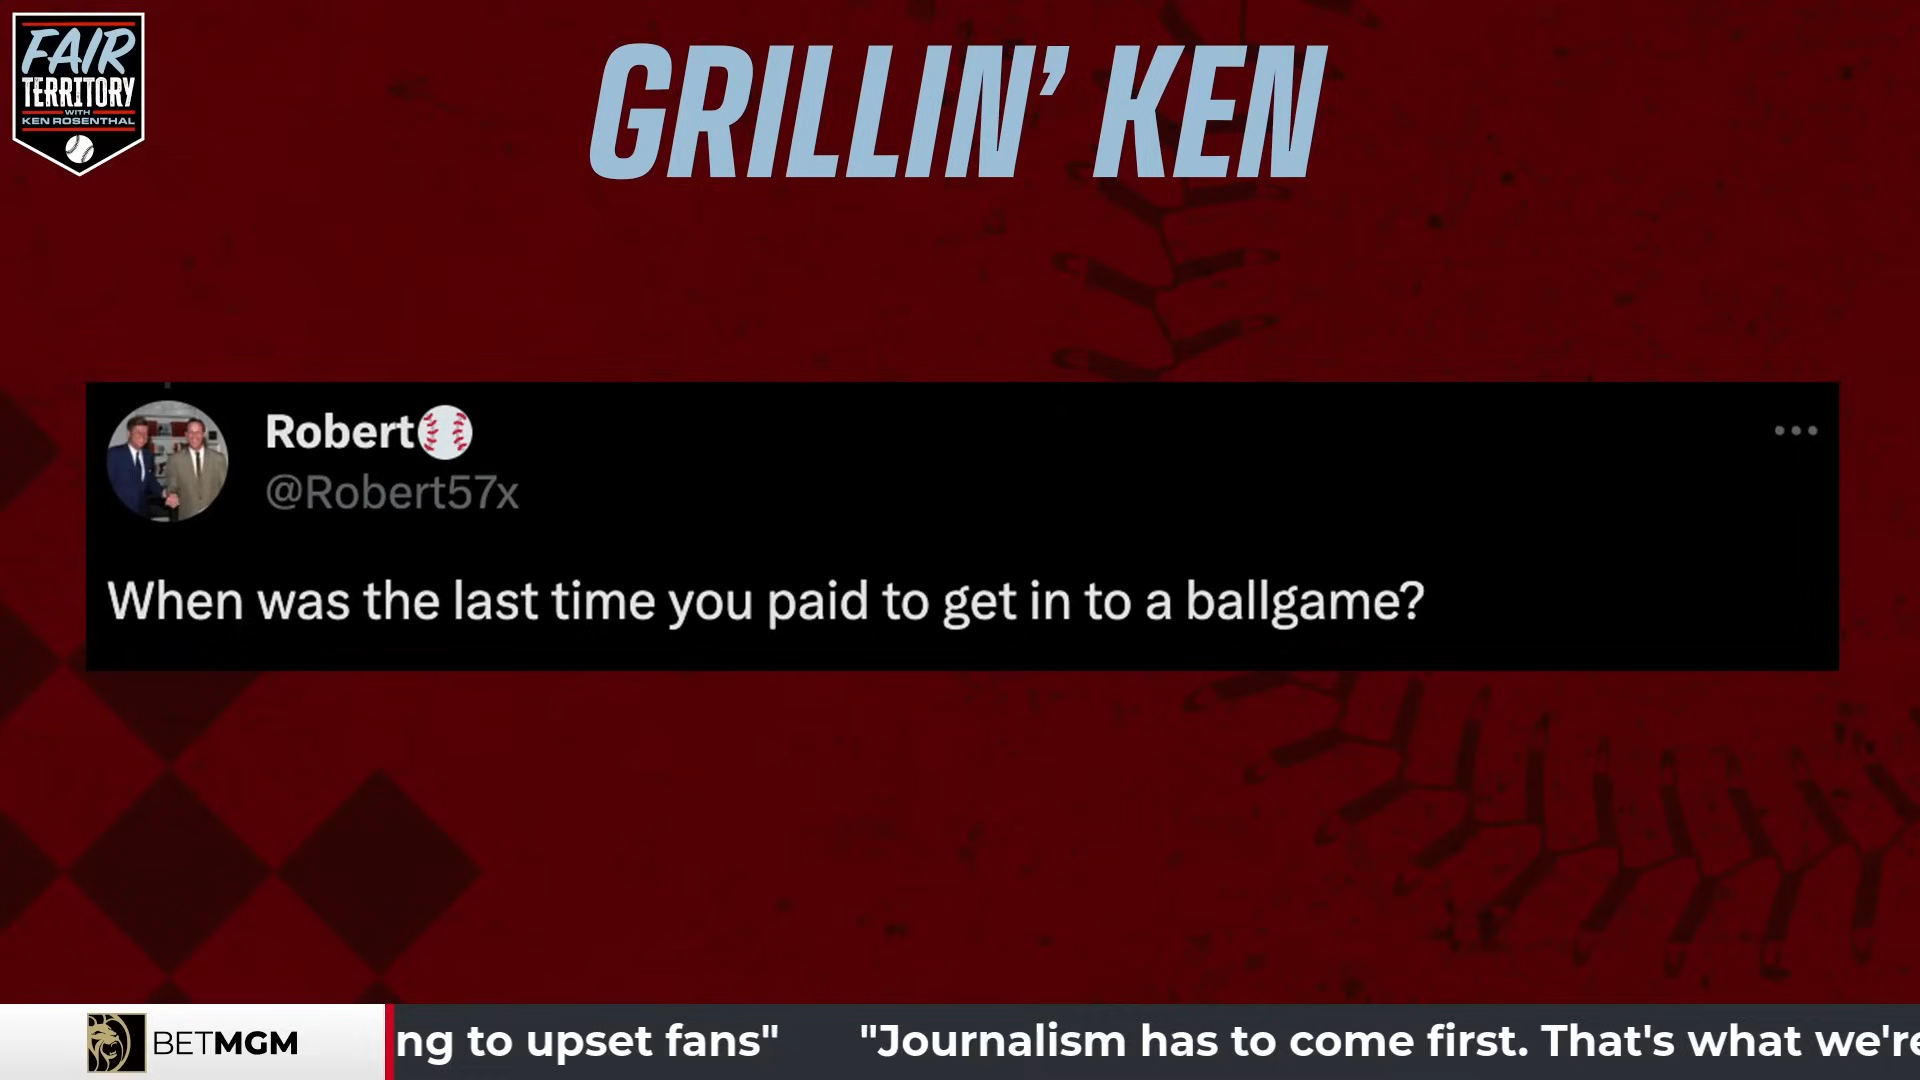 FAIR
TERRITORY
WITH
KEN ROSENTHAL
GRILLIN' KEN
Robert⚾
@Robert57x
When was the last time you paid to get in to a ballgame?
BETMGM
ng to upset fans" "Journalism has to come first. That's what we're